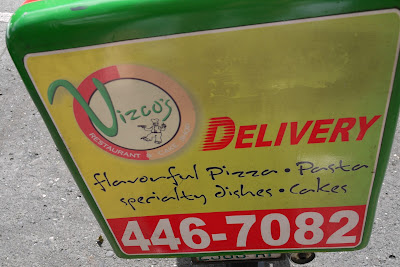 Vizco's
RESTAURANT
DELIVERY
flavorful Pizza • Pasta
specialty dishes • Cakes
446-7082